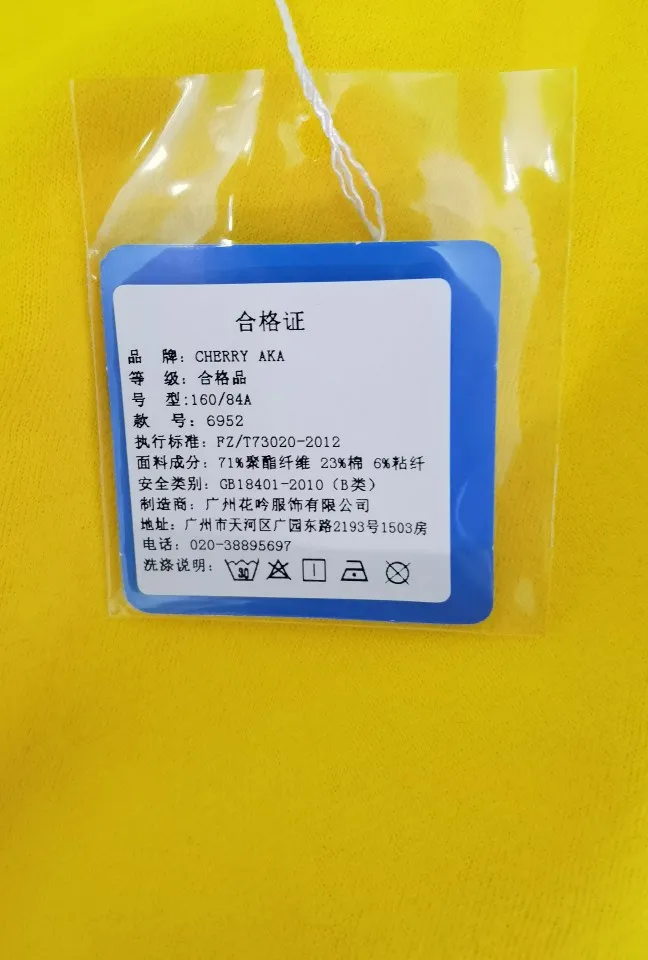 合格证
品 牌: CHERRY AKA
等 级: 合格品
号 型:160/84A
款 号: 6952
执行标准: FZ/T73020-2012
面料成分: 71%聚酯纤维 23%棉 6%粘纤
安全类别: GB18401-2010（B类）
制造商: 广州花吟服饰有限公司
地址: 广州市天河区广园东路2193号1503房
电话: 020-38895697
洗涤说明: 30